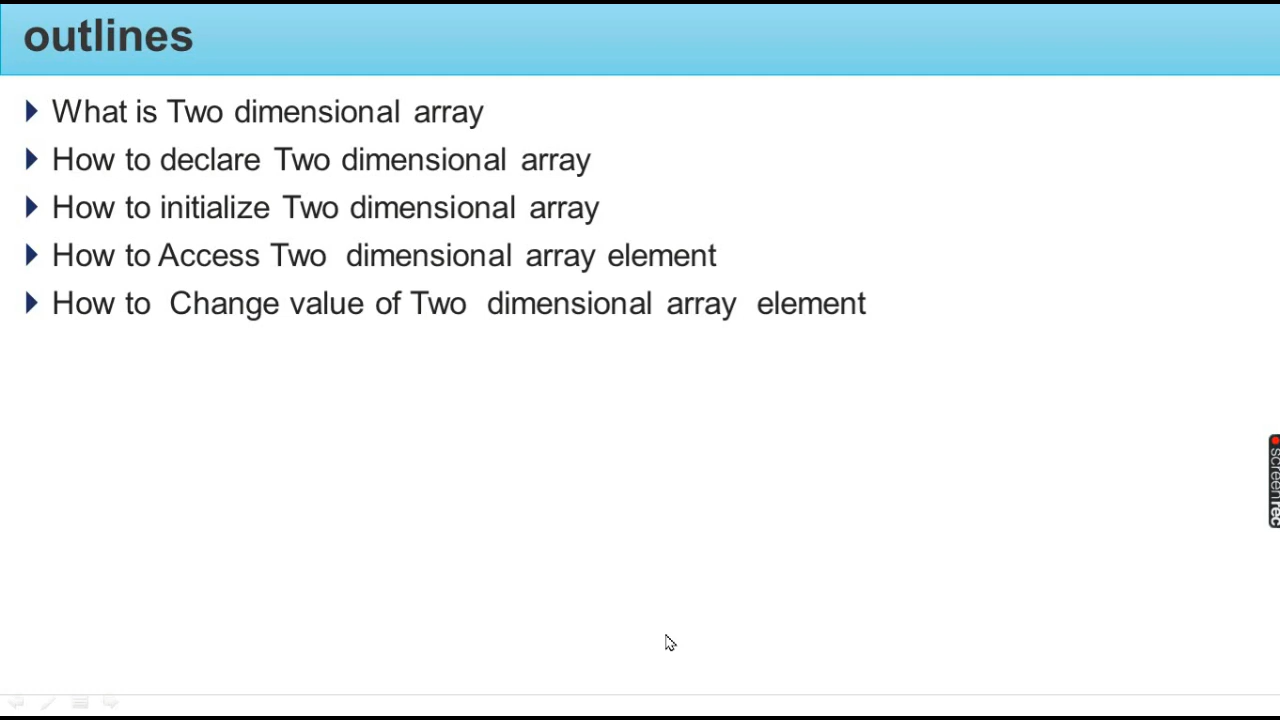 outlines
What is Two dimensional array
How to declare Two dimensional array
How to initialize Two dimensional array
How to Access Two dimensional array element
How to Change value of Two dimensional array element
screenrec